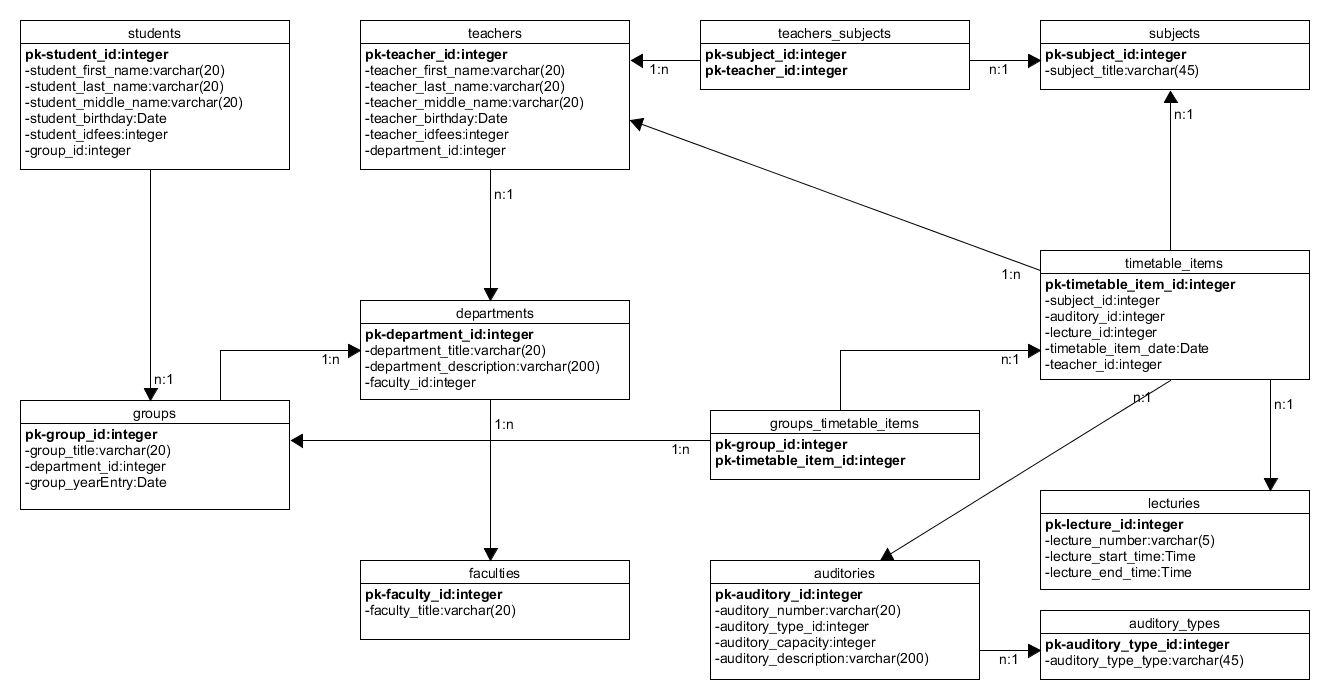 students
pk-student_id:integer
-student_first_name:varchar(20)
-student_last_name:varchar(20)
-student_middle_name:varchar(20)
-student_birthday:Date
-student_idfees:integer
-group_id:integer
teachers
pk-teacher_id:integer
-teacher_first_name:varchar(20)
-teacher_last_name:varchar(20)
-teacher_middle_name:varchar(20)
-teacher_birthday:Date
-teacher_idfees:integer
-department_id:integer
teachers_subjects
pk-subject_id:integer
pk-teacher_id:integer
subjects
pk-subject_id:integer
-subject_title:varchar(45)
1:n
n:1
n:1
n:1
1:n
timetable_items
pk-timetable_item_id:integer
-subject_id:integer
-auditory_id:integer
-lecture_id:integer
-timetable_item_date:Date
-teacher_id:integer
departments
pk-department_id:integer
-department_title:varchar(20)
-department_description:varchar(200)
-faculty_id:integer
1:n
n:1
n:1
n:1
n:1
groups
pk-group_id:integer
-group_title:varchar(20)
-department_id:integer
-group_yearEntry:Date
1:n
1:n
groups_timetable_items
pk-group_id:integer
pk-timetable_item_id:integer
lecturies
pk-lecture_id:integer
-lecture_number:varchar(5)
-lecture_start_time:Time
-lecture_end_time:Time
faculties
pk-faculty_id:integer
-faculty_title:varchar(20)
auditories
pk-auditory_id:integer
-auditory_number:varchar(20)
-auditory_type_id:integer
-auditory_capacity:integer
-auditory_description:varchar(200)
n:1
auditory_types
pk-auditory_type_id:integer
-auditory_type_type:varchar(45)